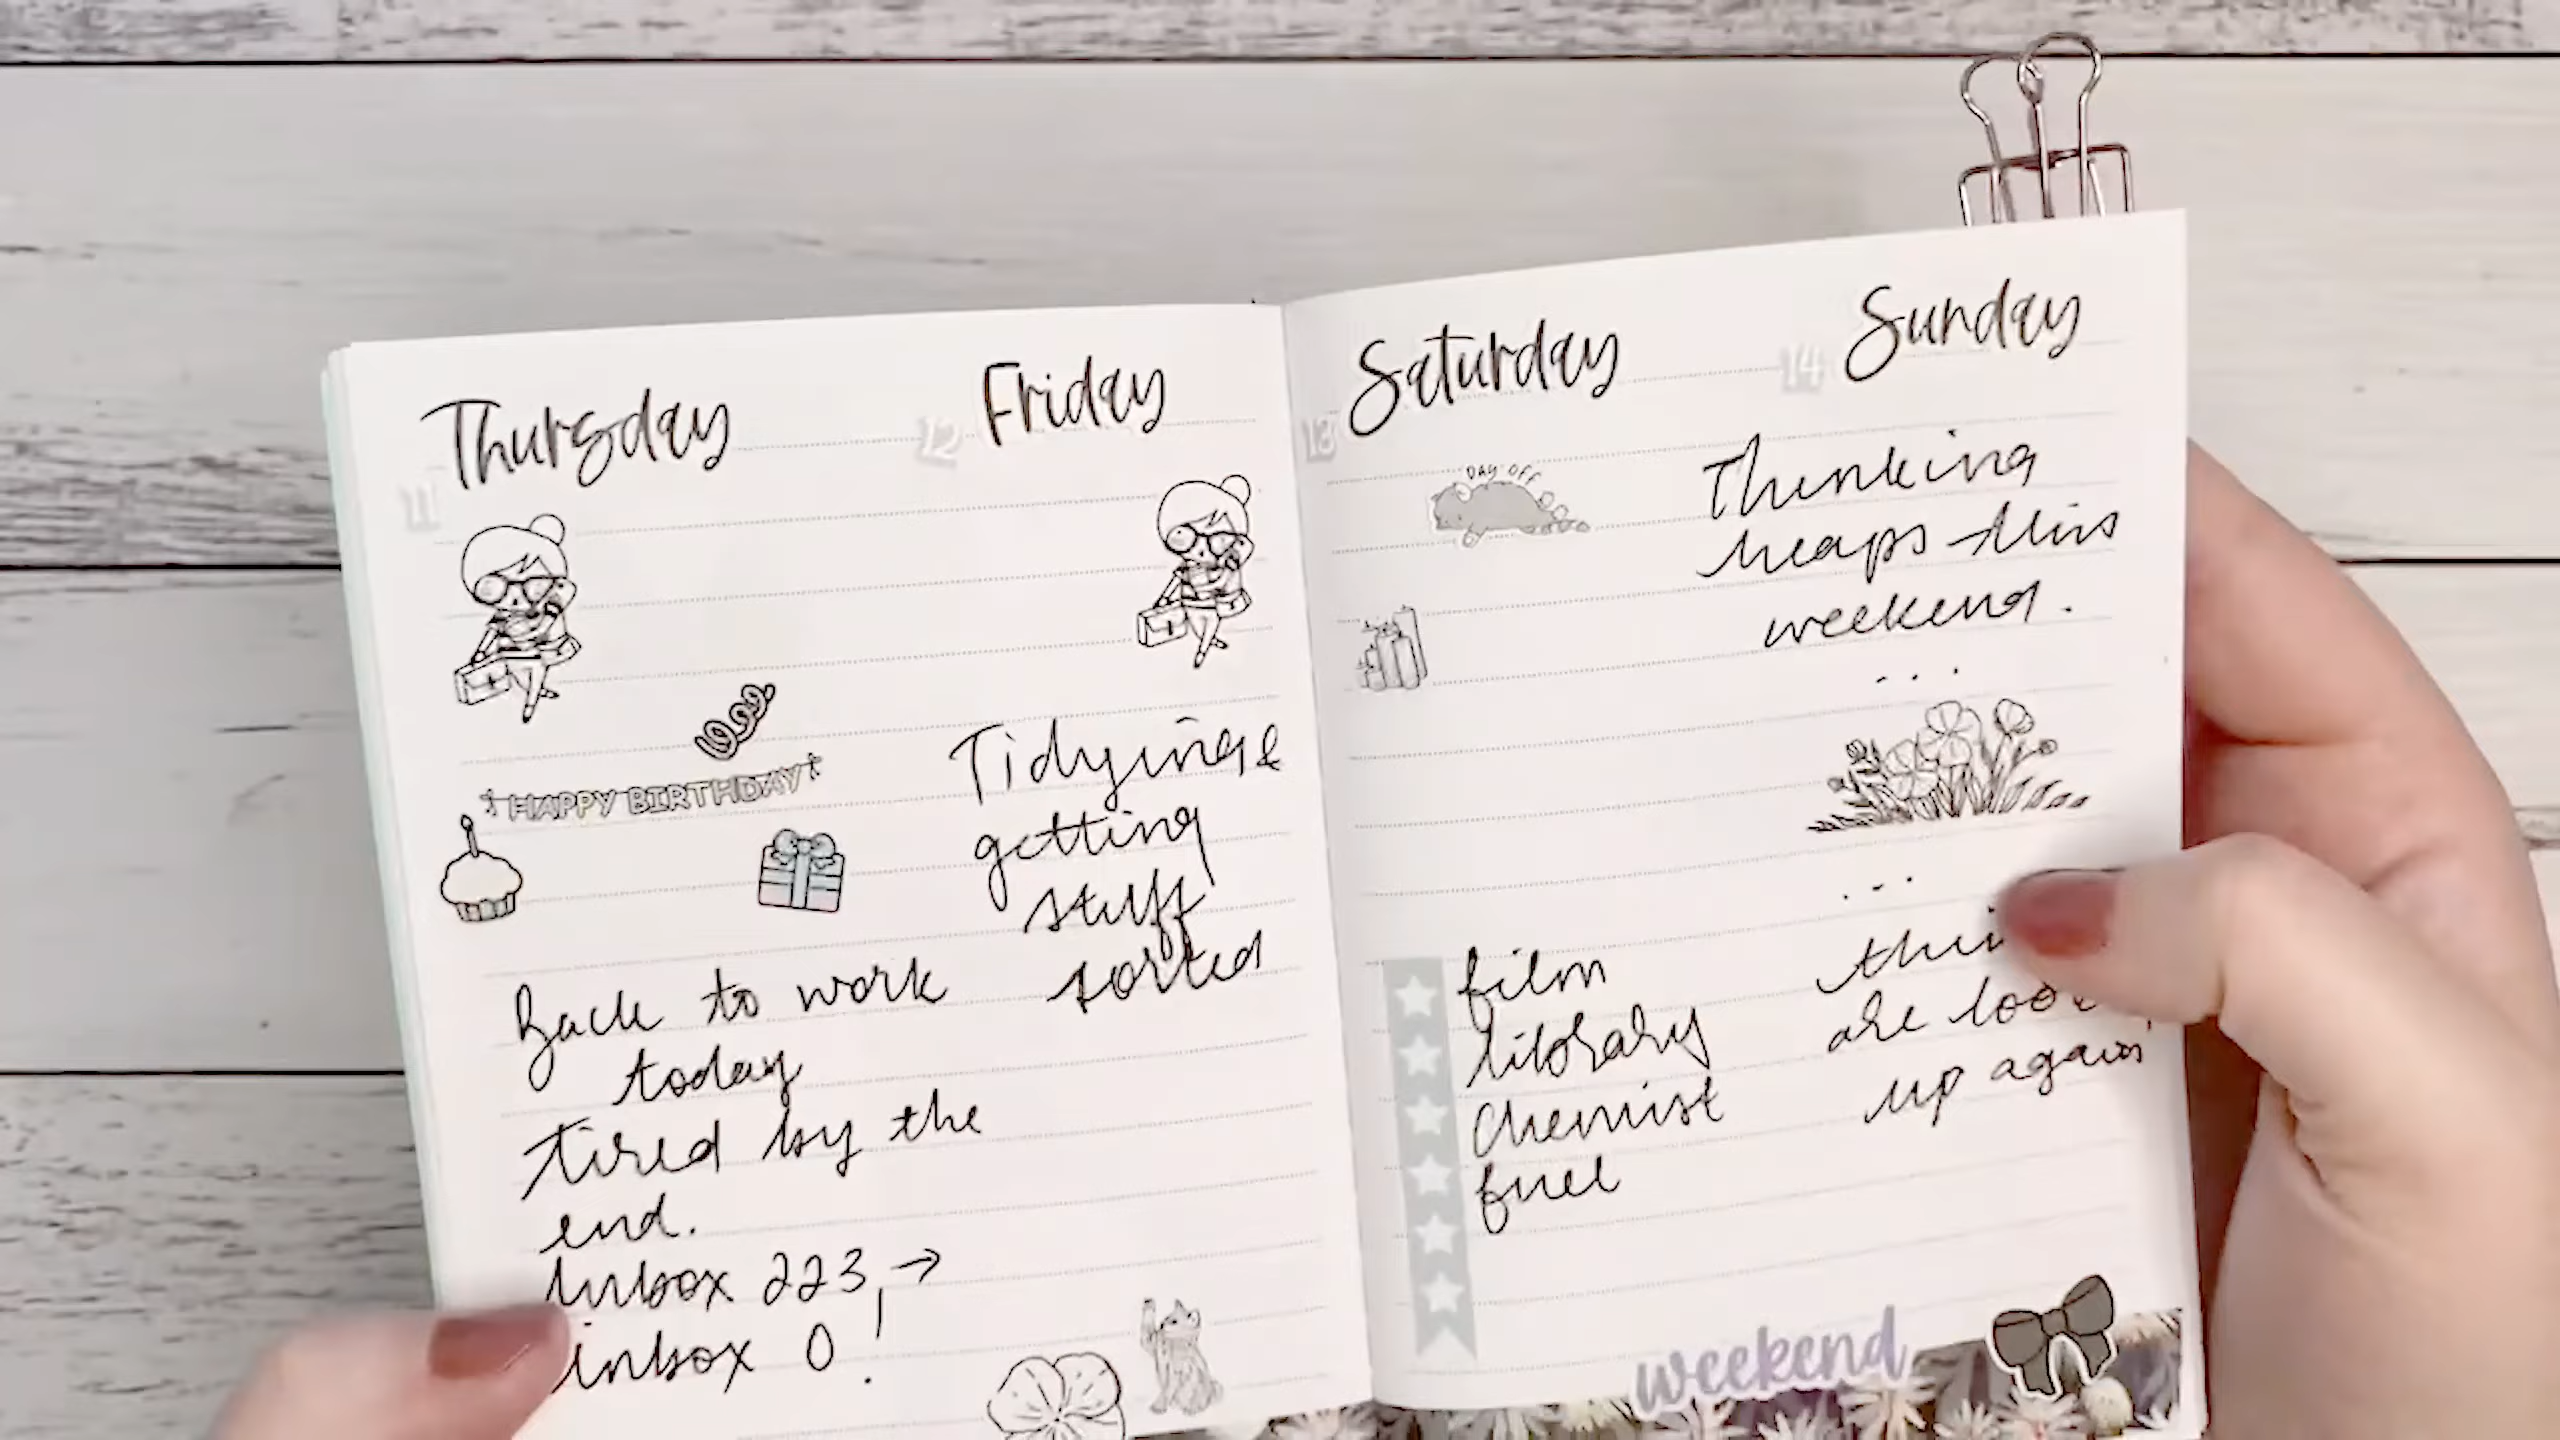 Thursday
11
HAPPY BIRTHDAY
Back to work
today
tired by the
end.
Inbox 223, →
inbox 0!
12
Friday
Tidying &
getting
stuff
sorted
13
Saturday
DAY OFF
film
library
Chemist
fuel
14
Sunday
Thinking
heaps this
weekend.
...
...
are
up again
weekend